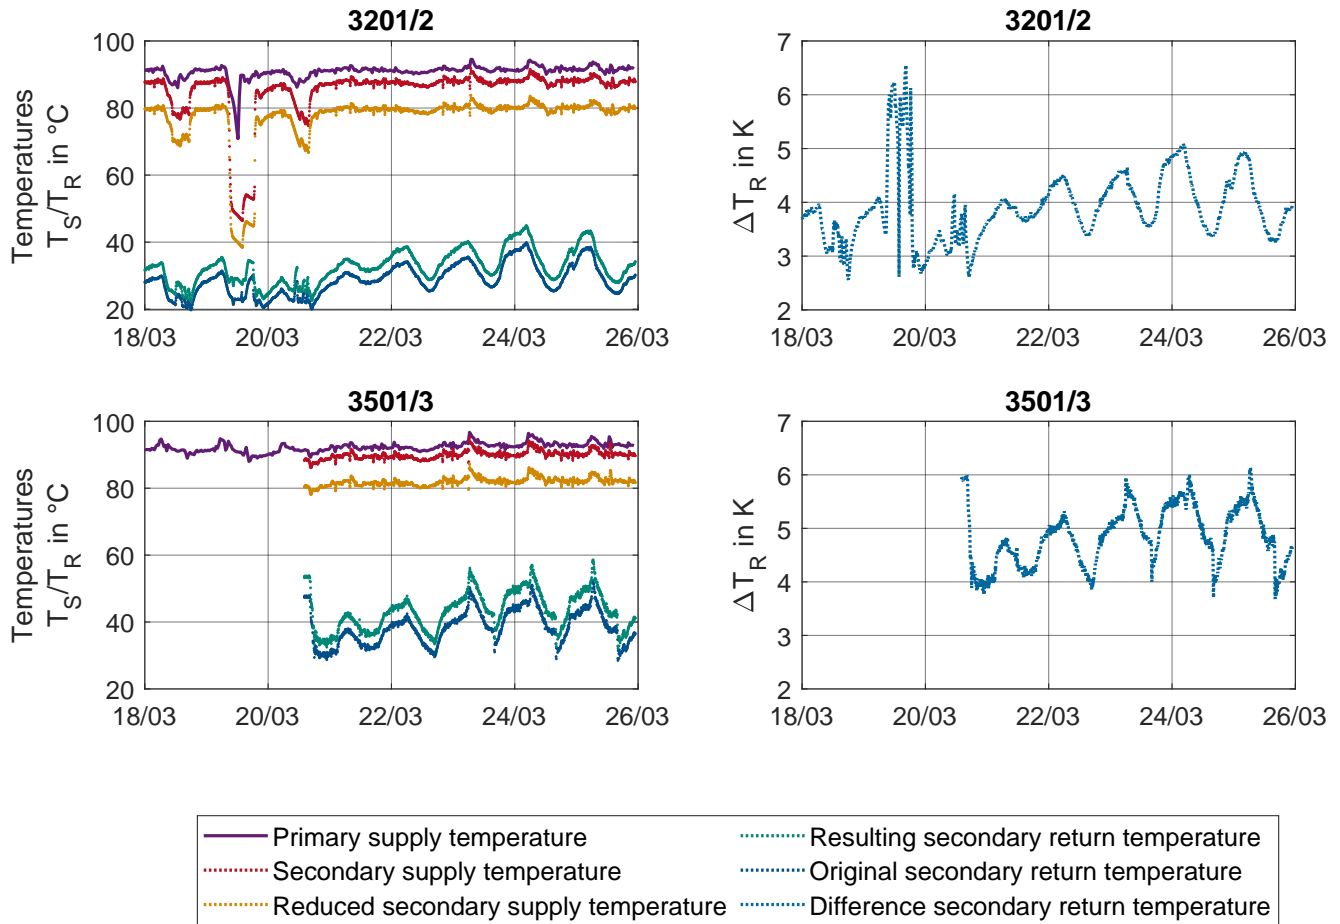 3201/2
3201/2
100
80
60
40
20
Temperatures
T_S/T_R in °C
18/03 20/03 22/03 24/03 26/03
7
6
5
4
3
2
ΔT_R in K
18/03 20/03 22/03 24/03 26/03
3501/3
3501/3
100
80
60
40
20
Temperatures
T_S/T_R in °C
18/03 20/03 22/03 24/03 26/03
7
6
5
4
3
2
ΔT_R in K
18/03 20/03 22/03 24/03 26/03
Primary supply temperature
Secondary supply temperature
Reduced secondary supply temperature
Resulting secondary return temperature
Original secondary return temperature
Difference secondary return temperature